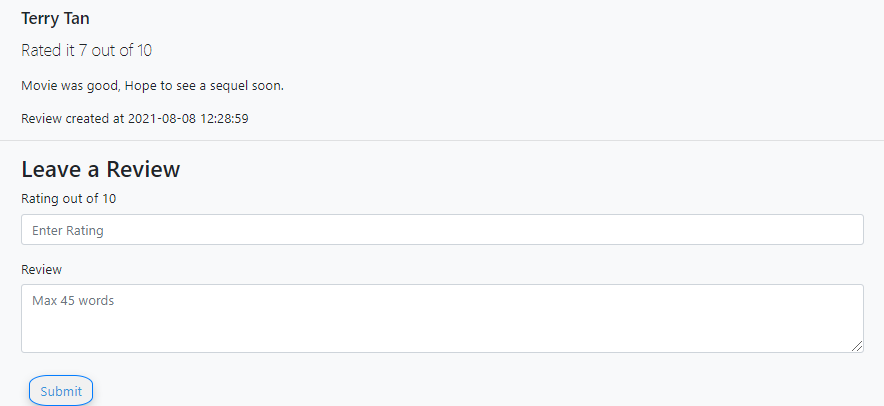 Terry Tan
Rated it 7 out of 10
Movie was good, Hope to see a sequel soon.
Review created at 2021-08-08 12:28:59
Leave a Review
Rating out of 10
Enter Rating
Review
Max 45 words
Submit